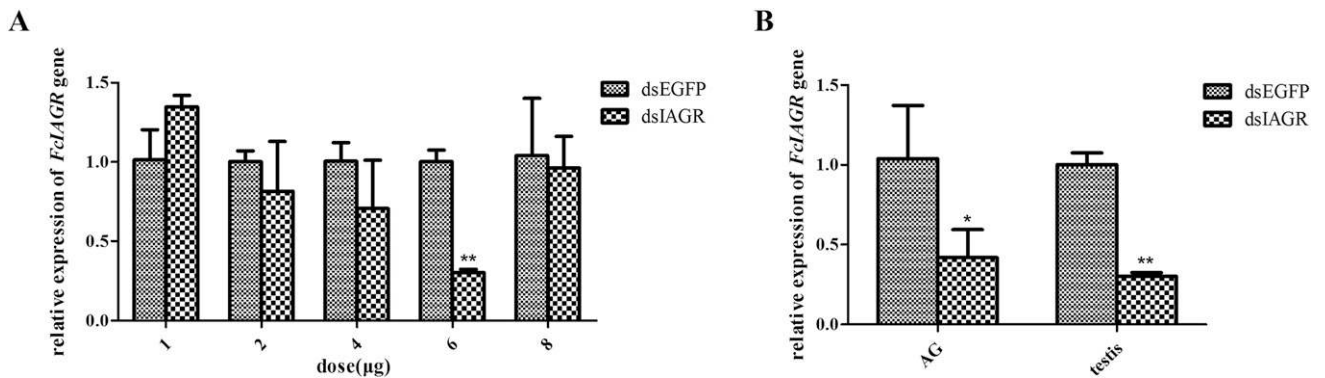 A
relative expression of FcIAGR gene
1.5
1.0
0.5
0.0
**
1
2
4
6
8
dose(μg)
dsEGFP
dsIAGR
B
relative expression of FcIAGR gene
1.5
1.0
0.5
0.0
*
**
AG
testis
dsEGFP
dsIAGR